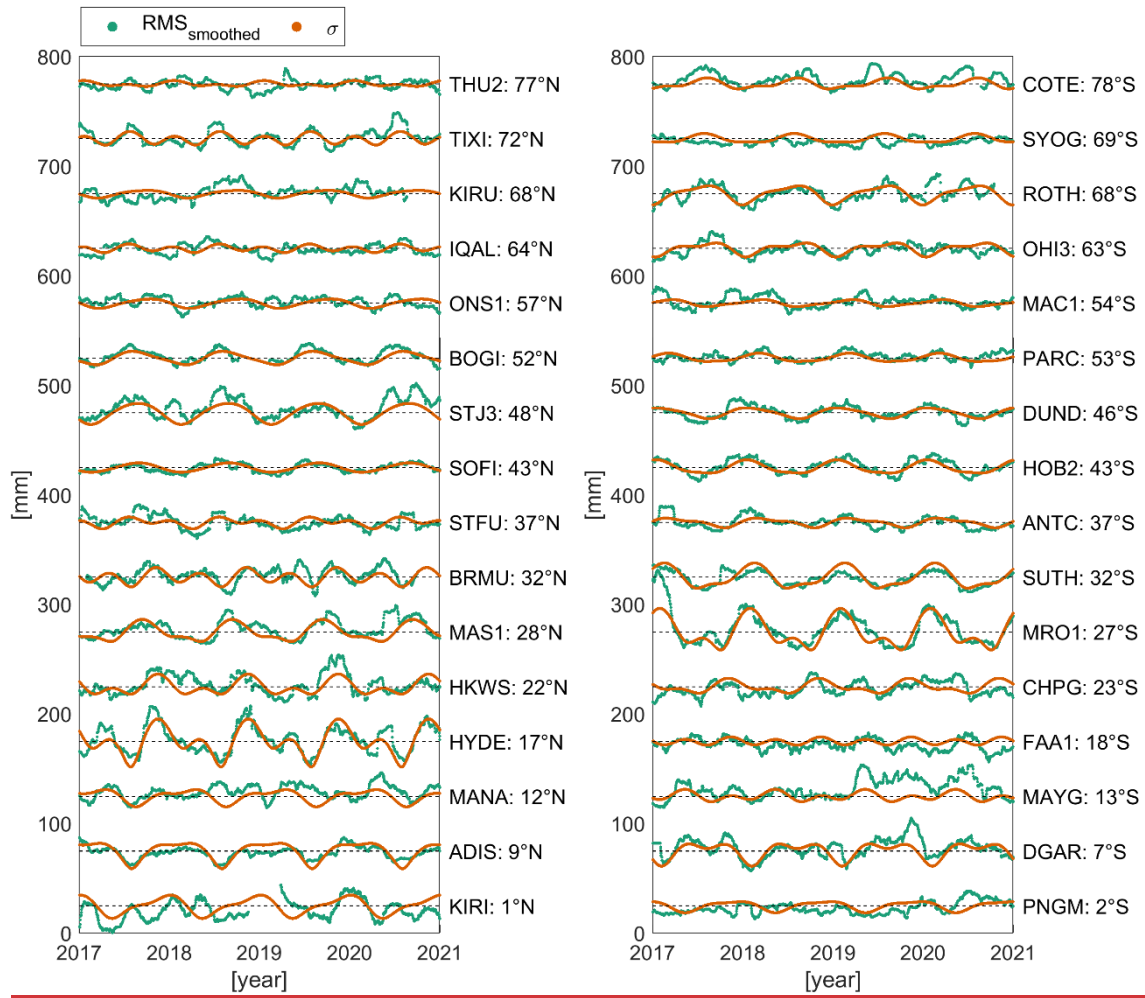 RMS_smoothed σ
800
700
600
500
400
300
200
100
0
[mm]
THU2: 77°N
TIXI: 72°N
KIRU: 68°N
IQAL: 64°N
ONS1: 57°N
BOGI: 52°N
STJ3: 48°N
SOFI: 43°N
STFU: 37°N
BRMU: 32°N
MAS1: 28°N
HKWS: 22°N
HYDE: 17°N
MANA: 12°N
ADIS: 9°N
KIRI: 1°N
2017 2018 2019 2020 2021
[year]
800
700
600
500
400
300
200
100
0
[mm]
COTE: 78°S
SYOG: 69°S
ROTH: 68°S
OHI3: 63°S
MAC1: 54°S
PARC: 53°S
DUND: 46°S
HOB2: 43°S
ANTC: 37°S
SUTH: 32°S
MRO1: 27°S
CHPG: 23°S
FAA1: 18°S
MAYG: 13°S
DGAR: 7°S
PNGM: 2°S
2017 2018 2019 2020 2021
[year]